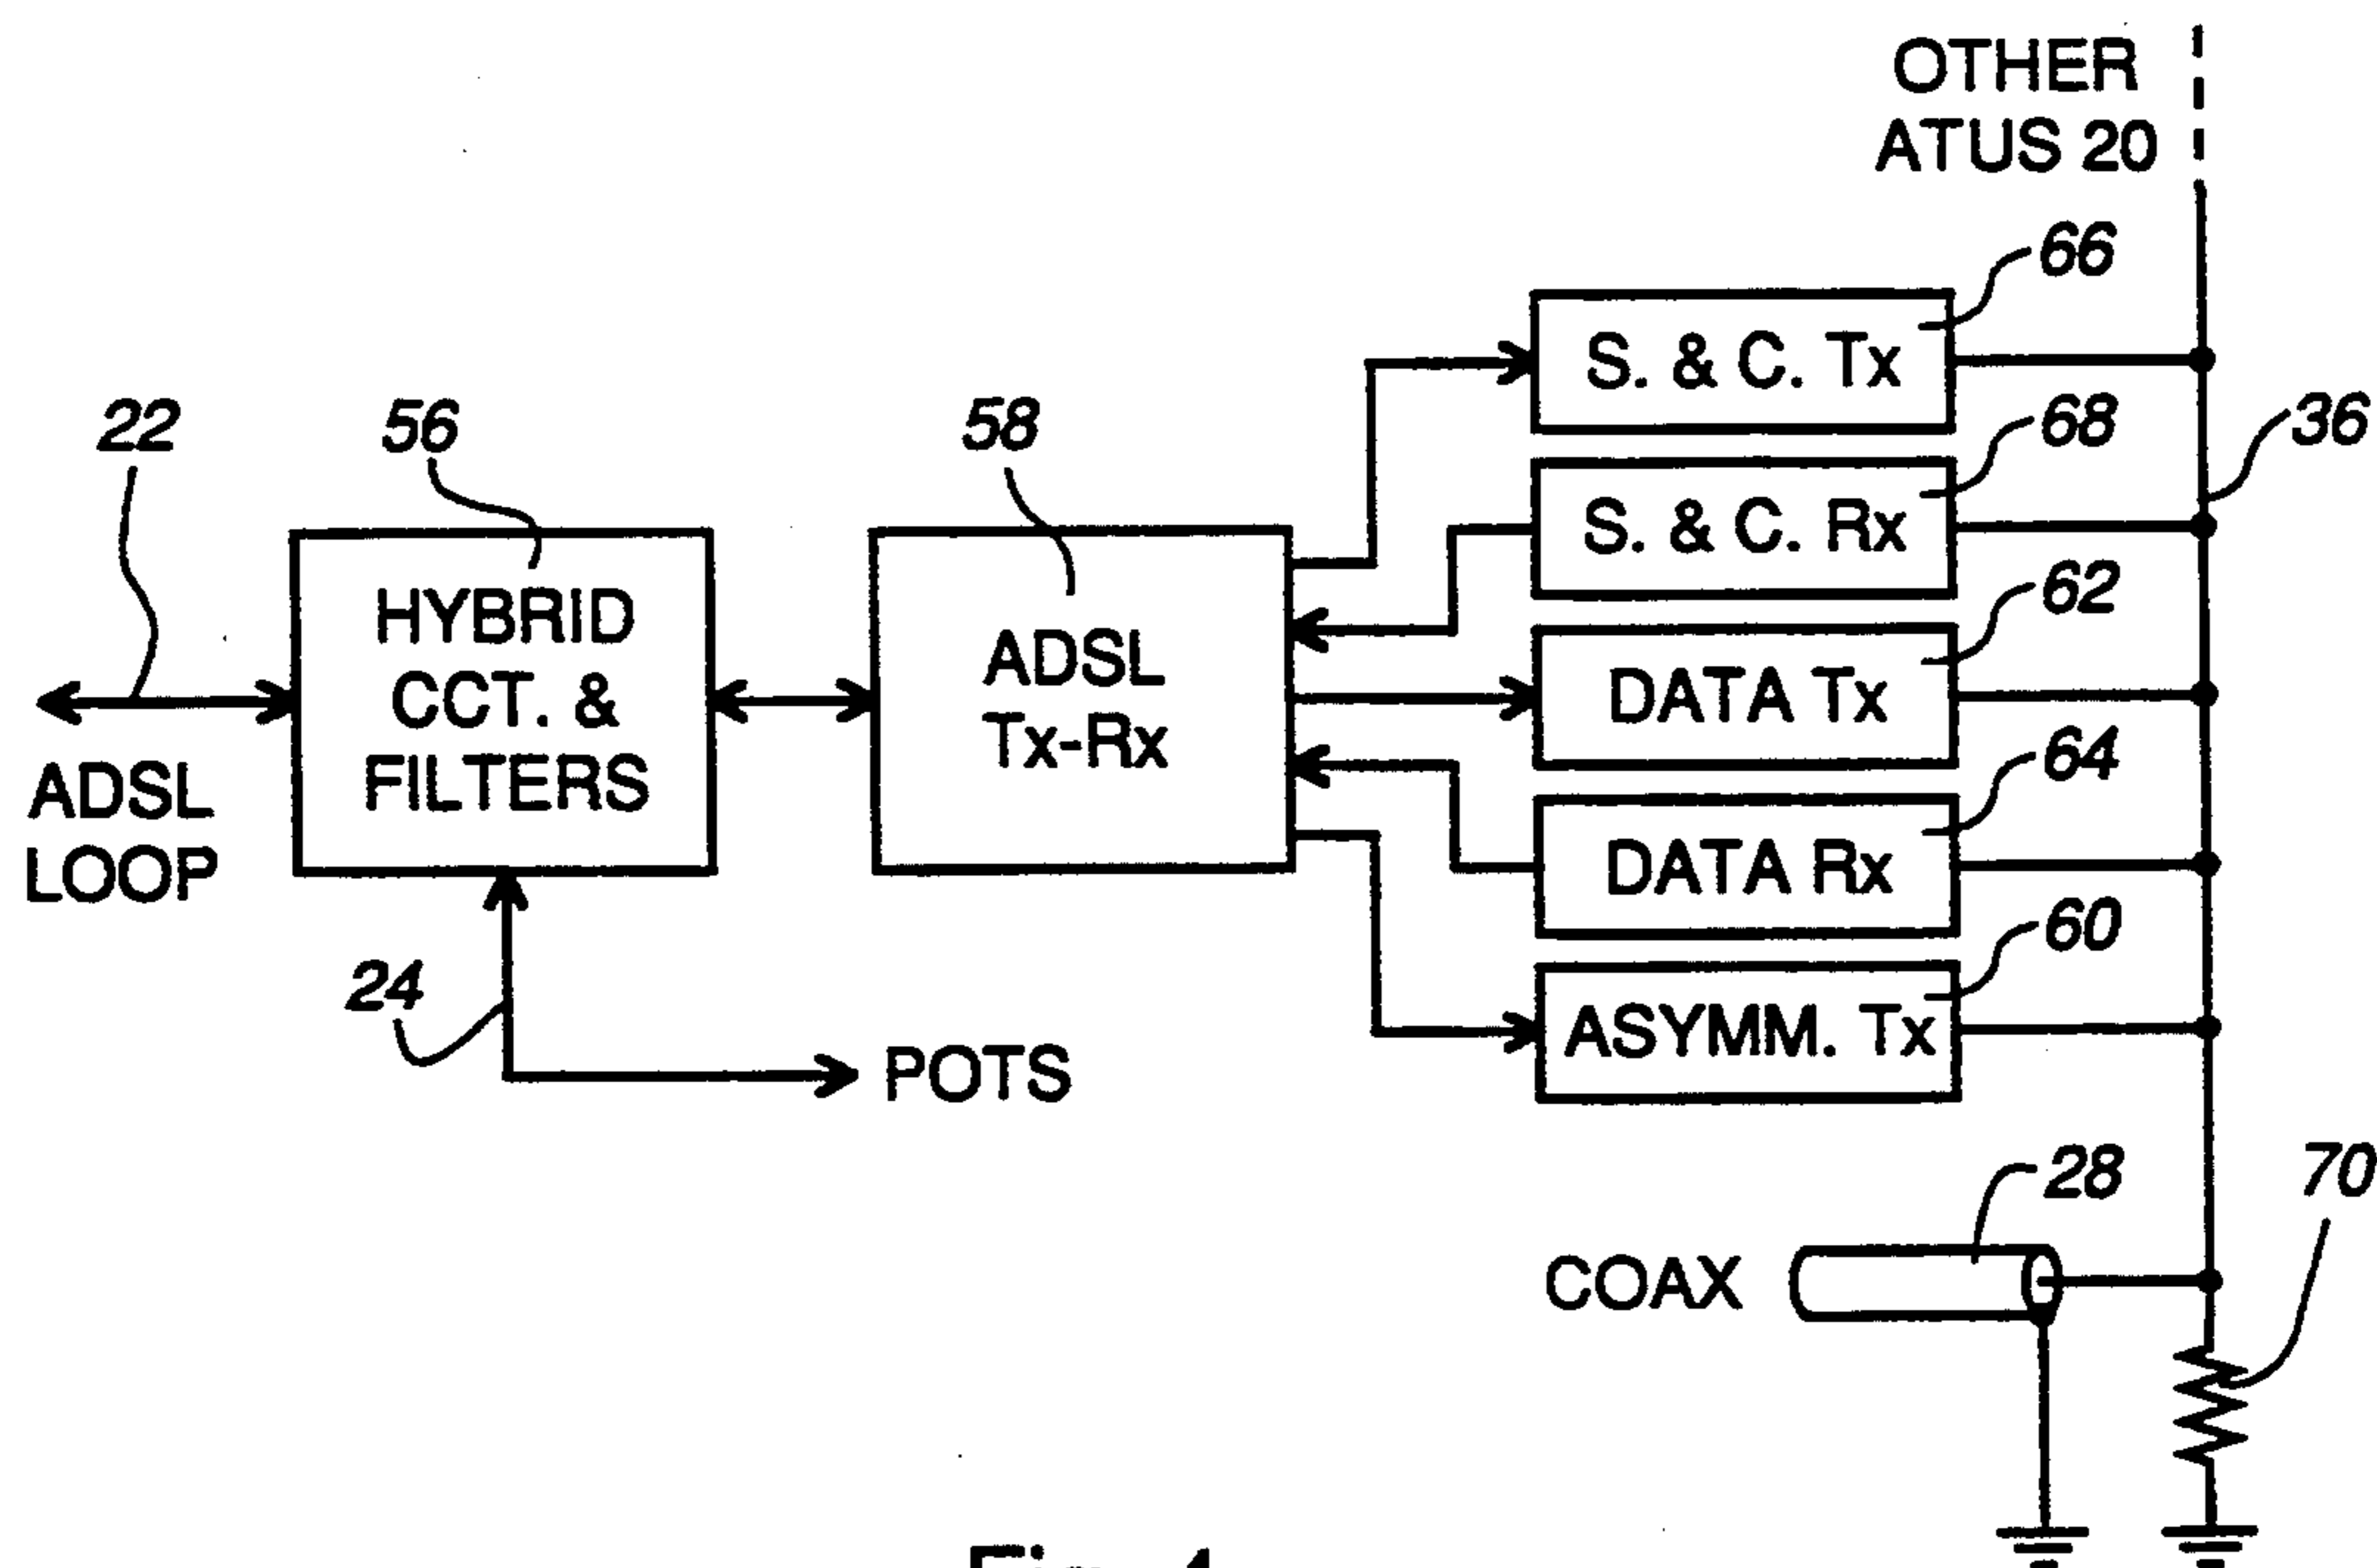 OTHER
ATUS 20
66
S. & C. Tx
68
36
S. & C. Rx
22
56
58
62
HYBRID
CCT. &
FILTERS
ADSL
Tx-Rx
DATA Tx
64
ADSL
LOOP
DATA Rx
60
24
ASYMM. Tx
POTS
28
70
COAX